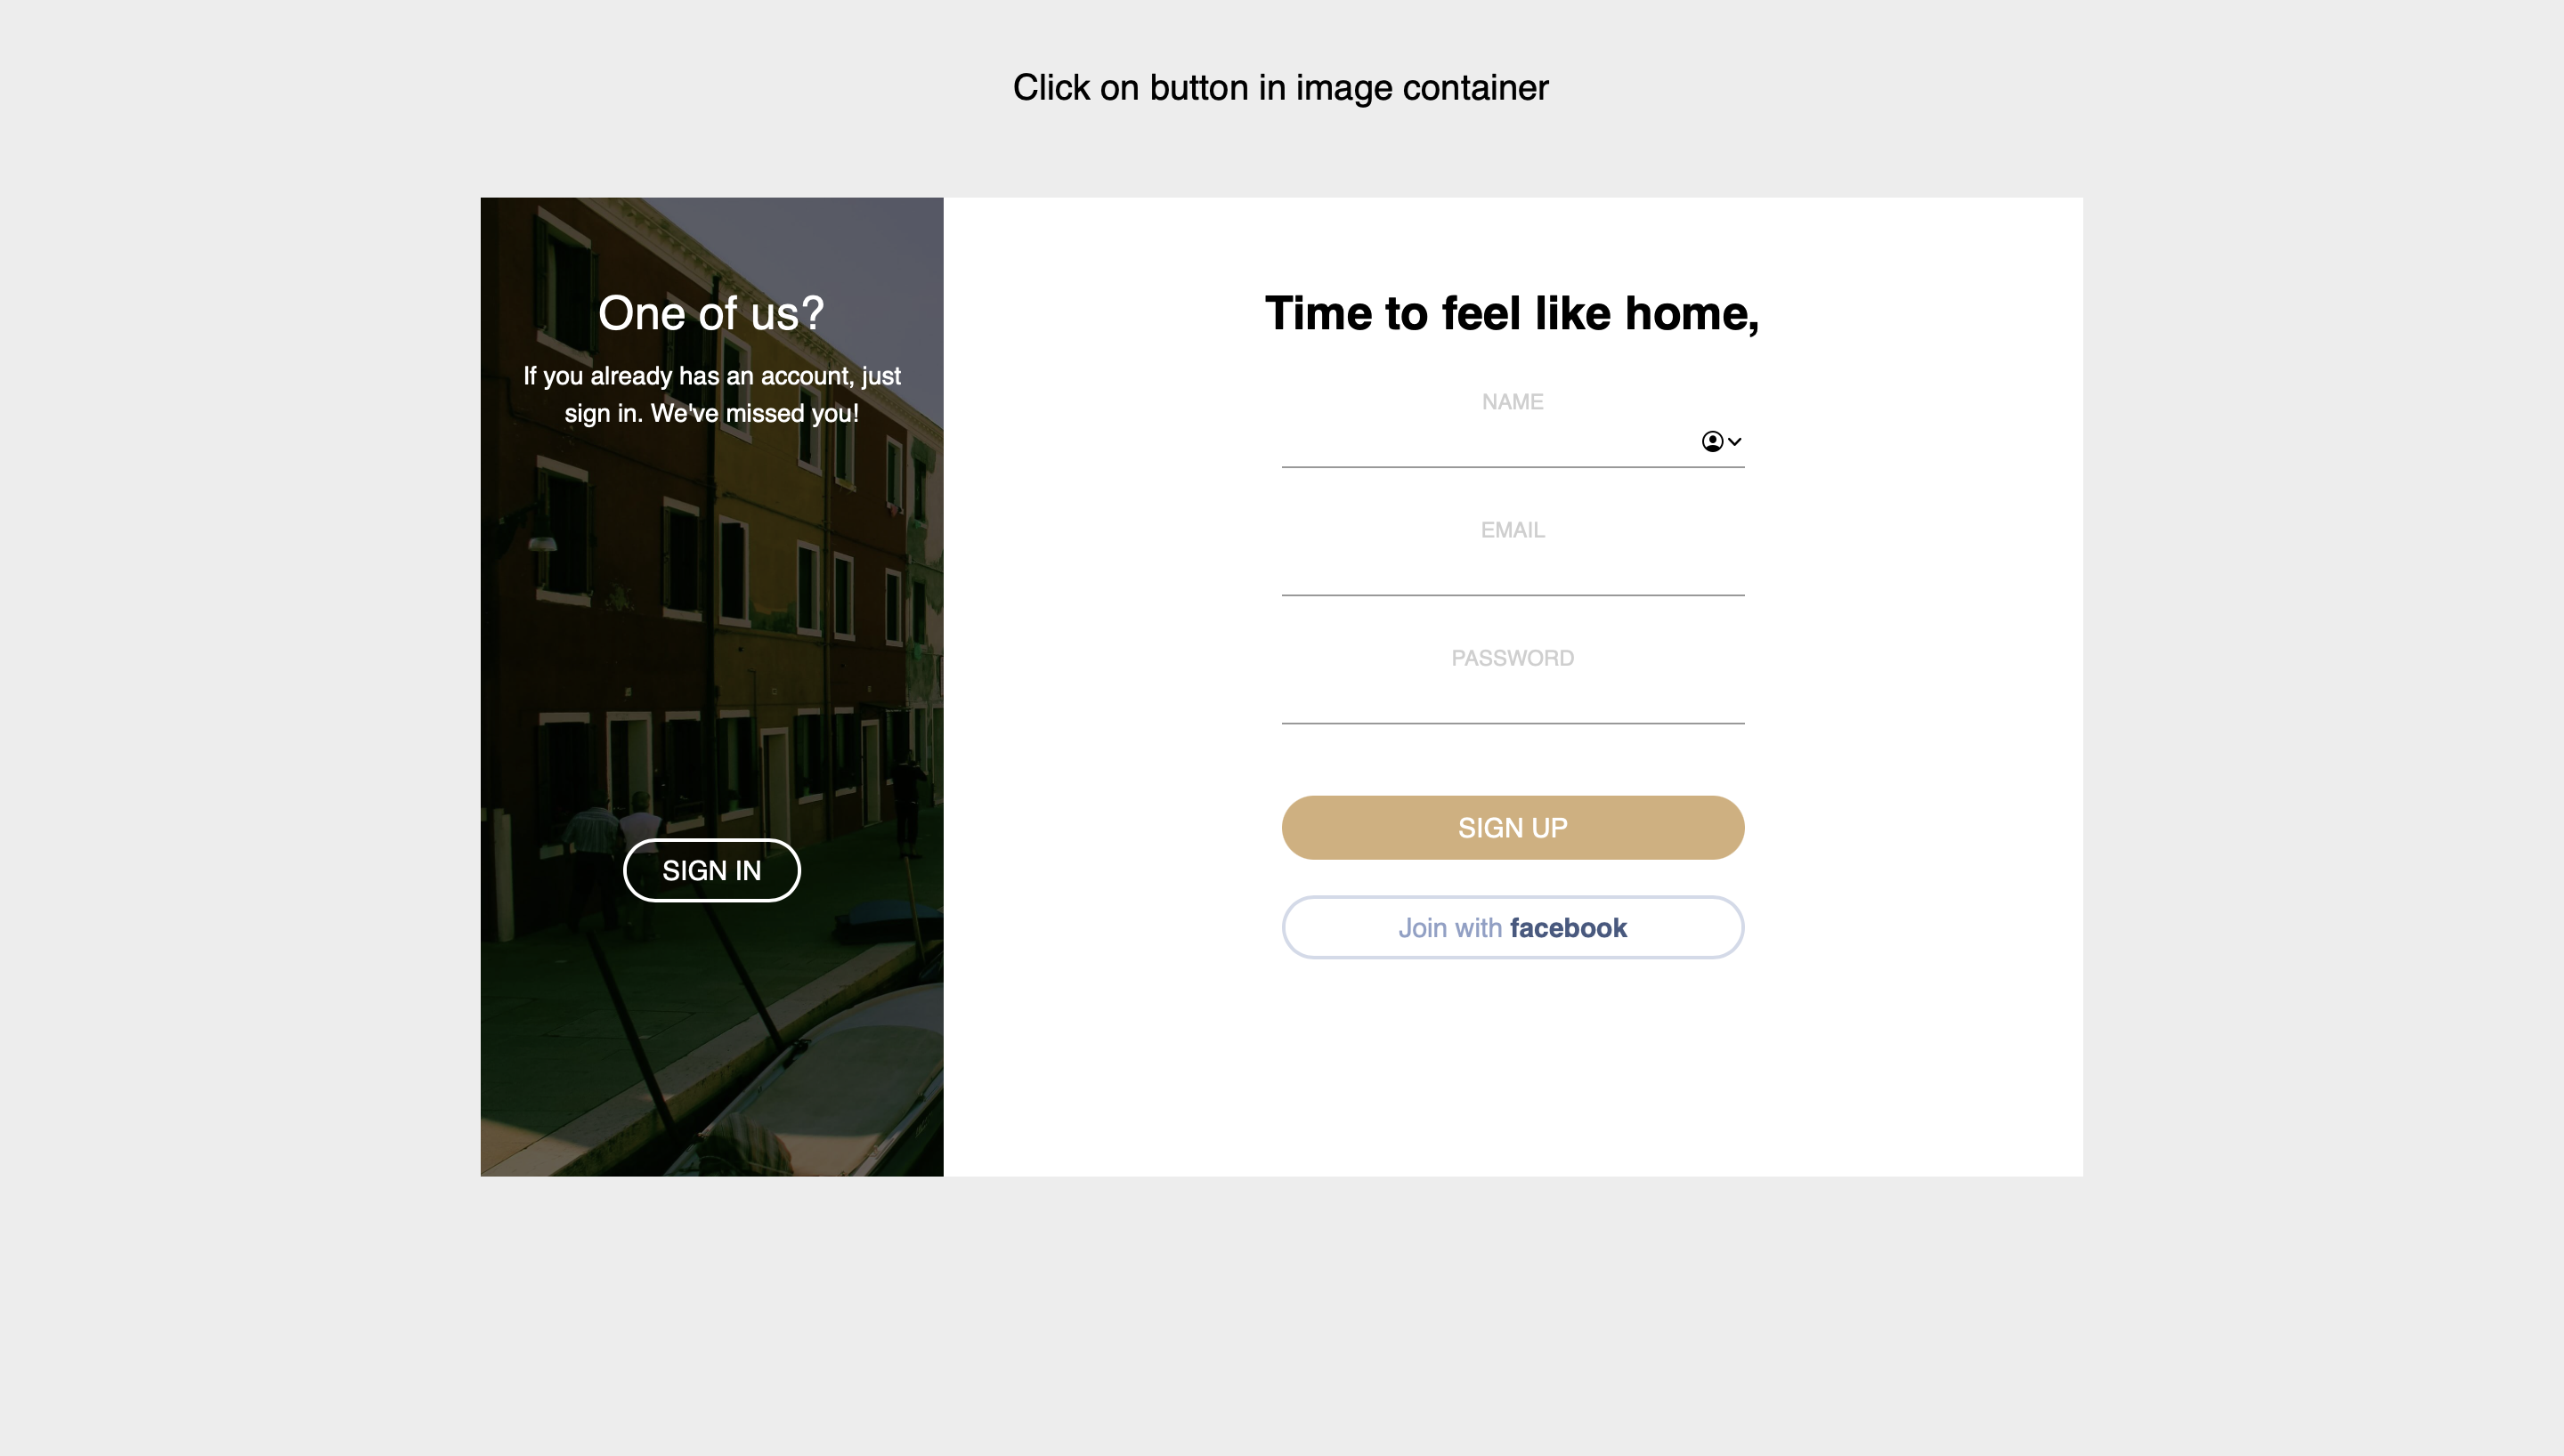 Click on button in image container
One of us?
If you already has an account, just
sign in. We've missed you!
SIGN IN
Time to feel like home,
NAME
EMAIL
PASSWORD
SIGN UP
Join with facebook